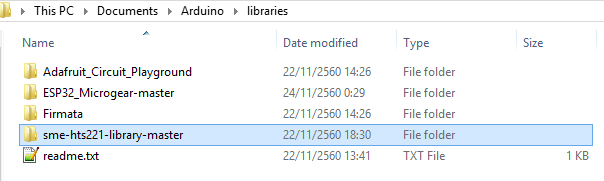 This PC Documents Arduino libraries
Name Date modified Type Size
Adafruit_Circuit_Playground 22/11/2560 14:26 File folder
ESP32_Microgear-master 24/11/2560 0:29 File folder
Firmata 22/11/2560 14:26 File folder
sme-hts221-library-master 22/11/2560 18:30 File folder
readme.txt 22/11/2560 13:41 TXT File 1 KB